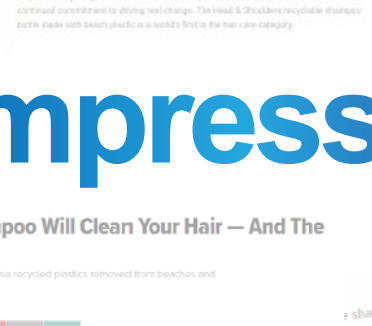 continued commitment to driving real change. The Head & Shoulders recyclable shampoo
bottle made with beach plastic is a world's first in the hair care category.
mpress
poo Will Clean Your Hair — And The
se recycled plastics removed from beaches and
e sha